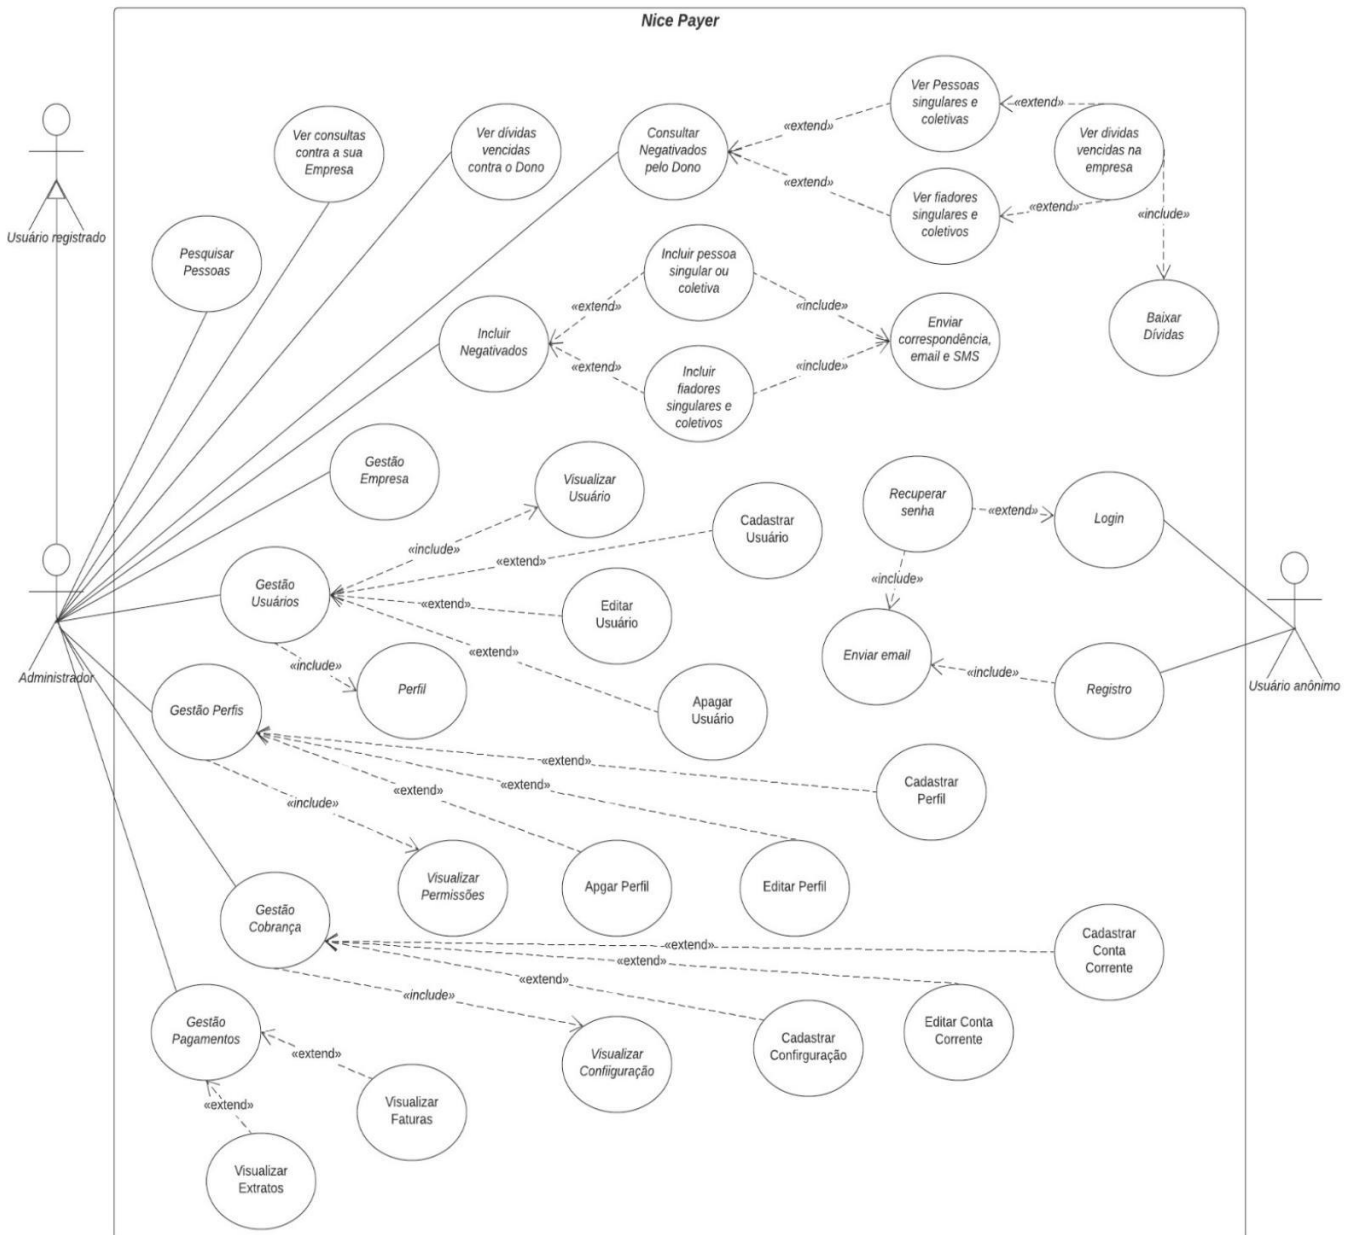 Nice Payer
Ver Pessoas
singulares e
coletivas
«extend»
Ver dividas
vencidas na
empresa
Ver consultas
contra a sua
Empresa
Ver dívidas
vencidas
contra o Dono
Consultar
Negativados
pelo Dono
«extend»
«extend»
Ver fiadores
singulares e
coletivos
«extend»
«include»
Usuário registrado
Pesquisar
Pessoas
Incluir pessoa
singular ou
coletiva
«extend»
«include»
Incluir
Negativados
Enviar
correspondência,
email e SMS
Baixar
Dívidas
«extend»
«include»
Incluir
fiadores
singulares e
coletivos
Gestão
Empresa
Visualizar
Usuário
Recuperar
senha
«extend»
Login
Cadastrar
Usuário
«include»
«extend»
«include»
Gestão
Usuários
«extend»
Editar
Usuário
«extend»
«include»
Enviar email
«include»
Registro
Administrador
Usuário anônimo
Perfil
Gestão Perfis
Apagar
Usuário
«extend»
«extend»
«extend»
«include»
Cadastrar
Perfil
Visualizar
Permissões
Apgar Perfil
Editar Perfil
Gestão
Cobrança
«extend»
«extend»
«extend»
«include»
Cadastrar
Conta
Corrente
Gestão
Pagamentos
«extend»
Visualizar
Confiiguração
Cadastrar
Confirguração
Editar Conta
Corrente
«extend»
Visualizar
Faturas
Visualizar
Extratos